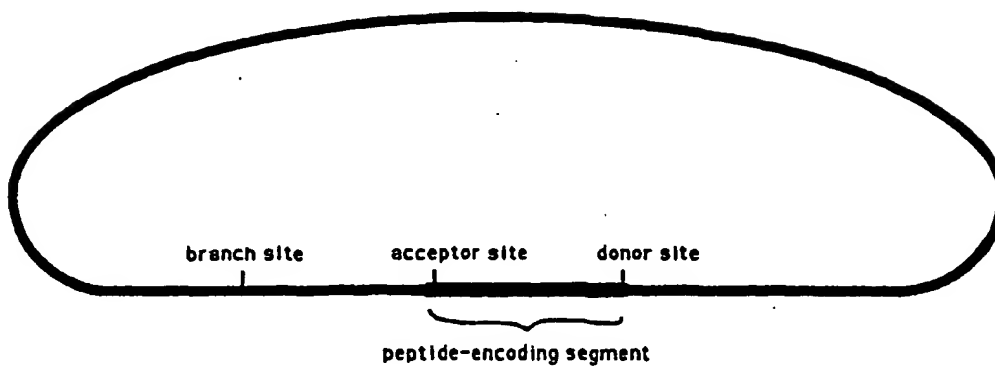 branch site
acceptor site
donor site
peptide-encoding segment